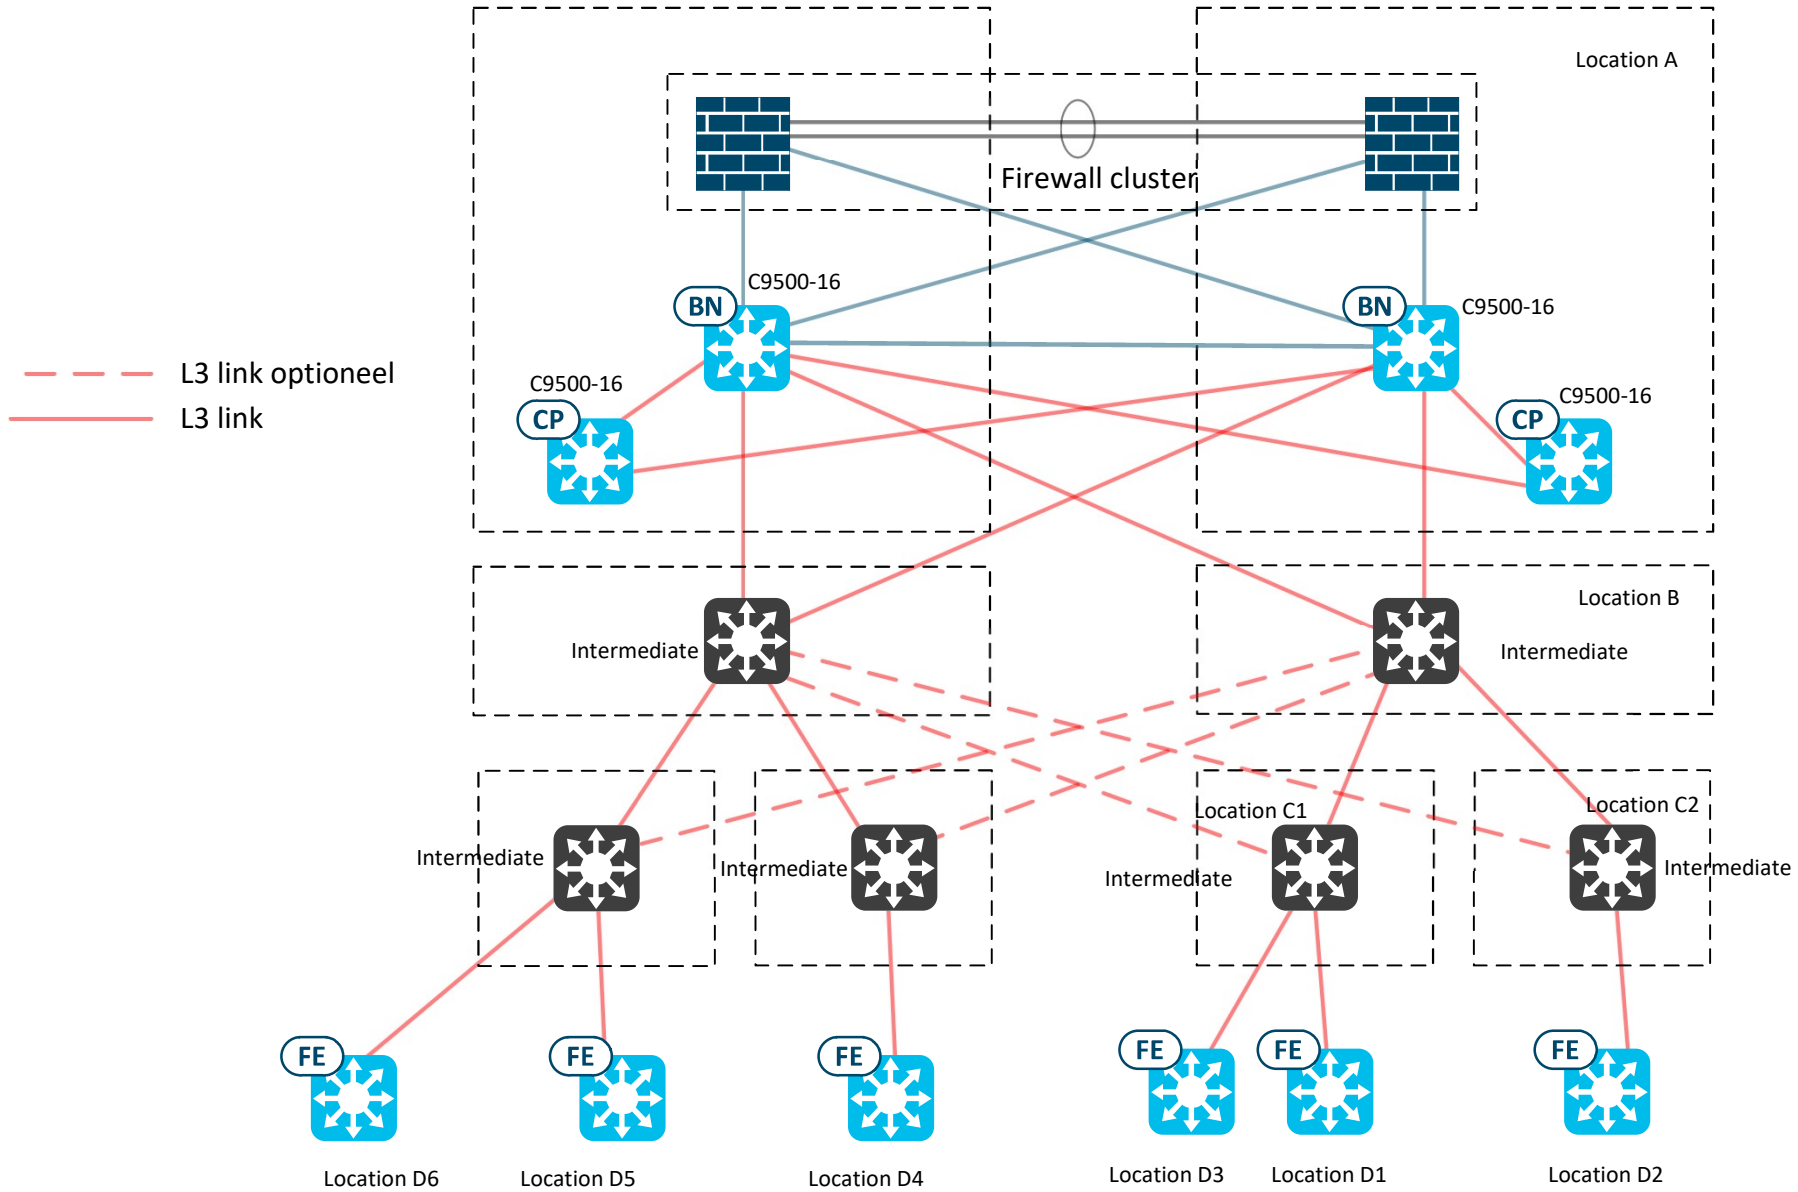 Location A
Firewall cluster
BN
C9500-16
BN
C9500-16
L3 link optioneel
L3 link
C9500-16
CP
C9500-16
CP
Location B
Intermediate
Intermediate
Location C1
Location C2
Intermediate
Intermediate
Intermediate
Intermediate
FE
FE
FE
FE
FE
FE
Location D6
Location D5
Location D4
Location D3
Location D1
Location D2